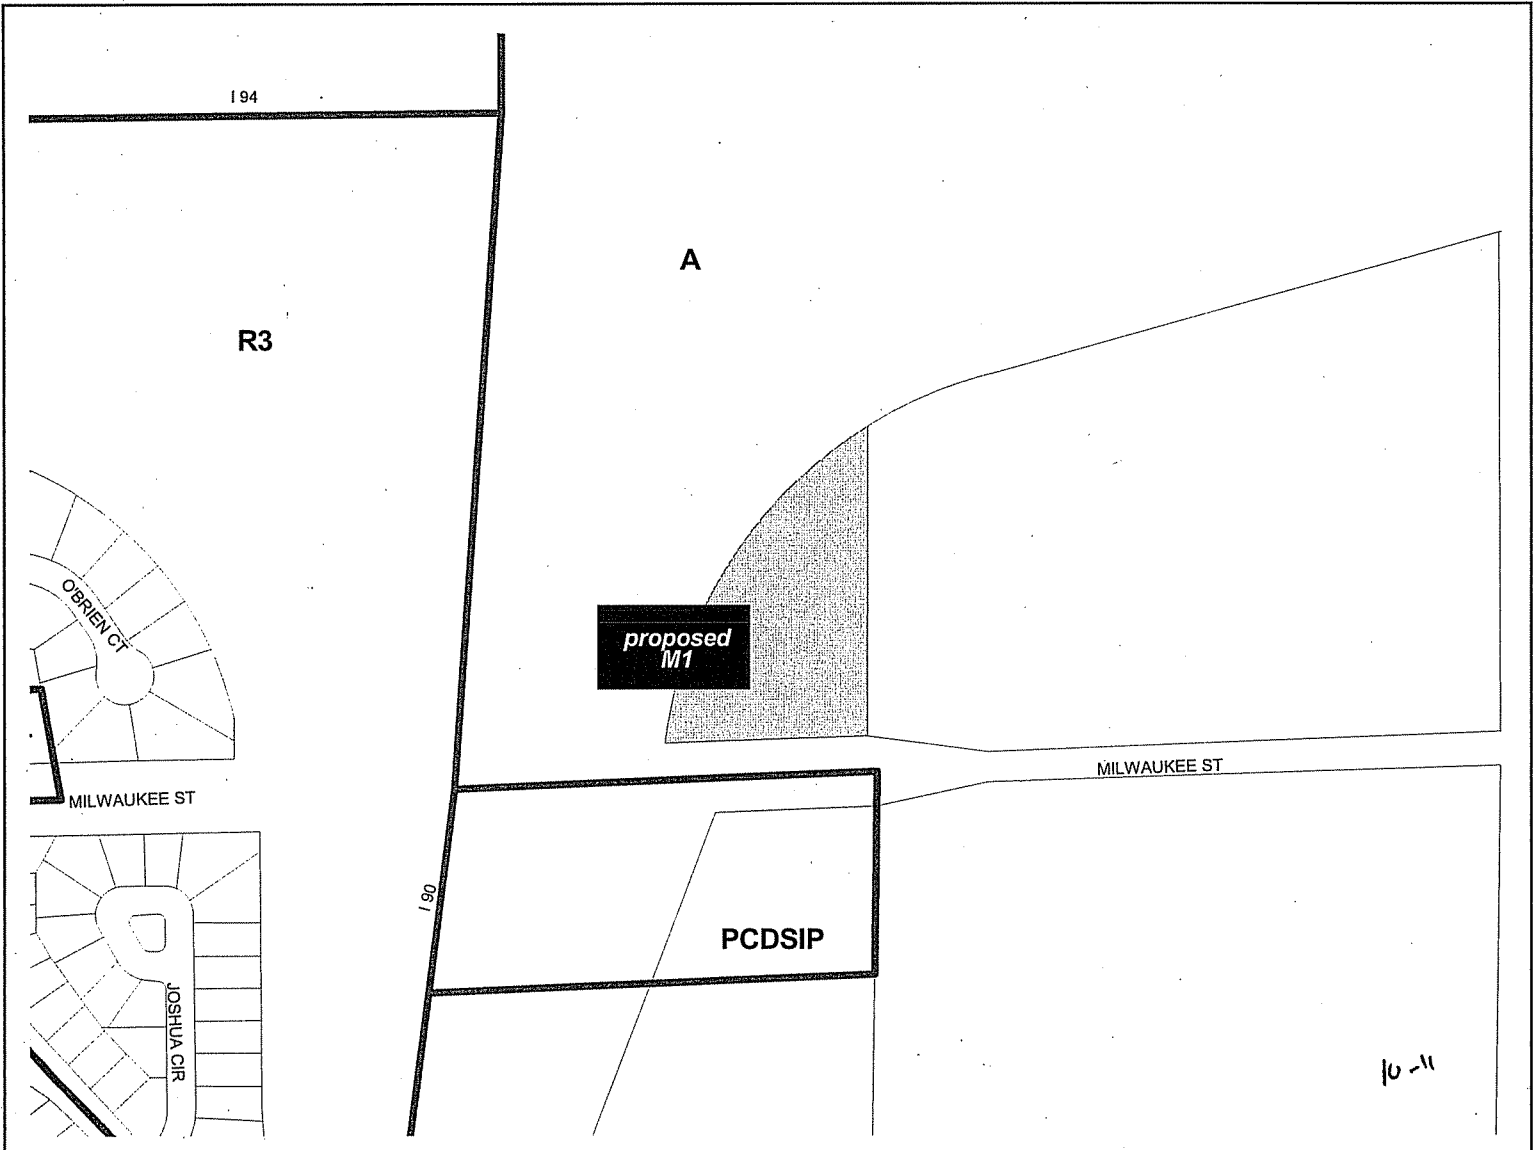 I 94
A
R3
O'BRIEN CT
proposed
M1
MILWAUKEE ST
MILWAUKEE ST
I 90
PCDSIP
JOSHUA CIR
10-11